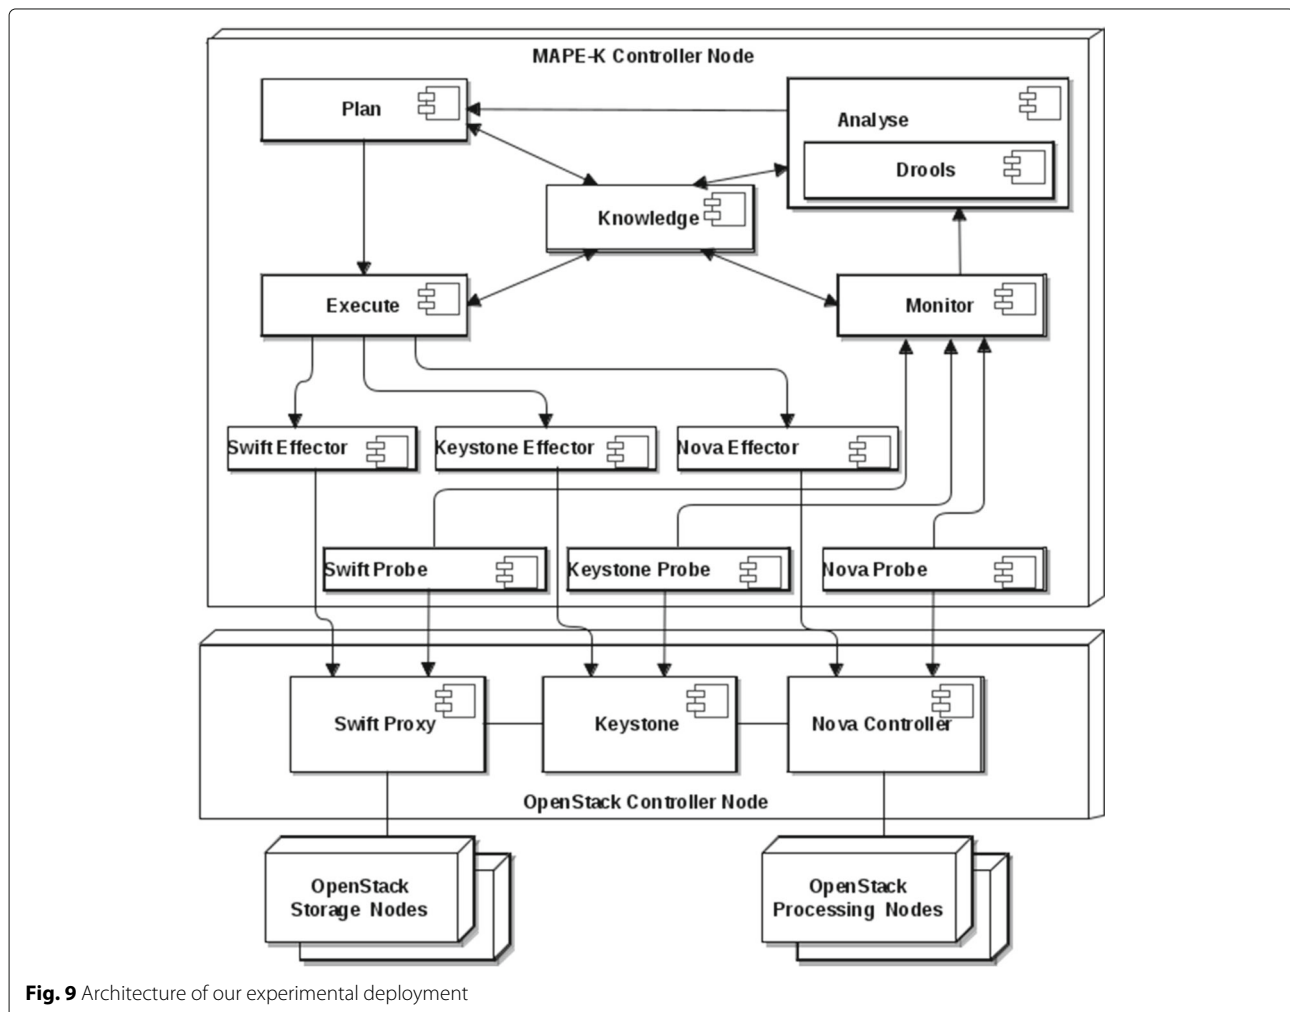 MAPE-K Controller Node
Plan
Analyse
Drools
Knowledge
Execute
Monitor
Swift Effector
Keystone Effector
Nova Effector
Swift Probe
Keystone Probe
Nova Probe
Swift Proxy
Keystone
Nova Controller
OpenStack Controller Node
OpenStack
Storage Nodes
OpenStack
Processing Nodes
Fig. 9 Architecture of our experimental deployment